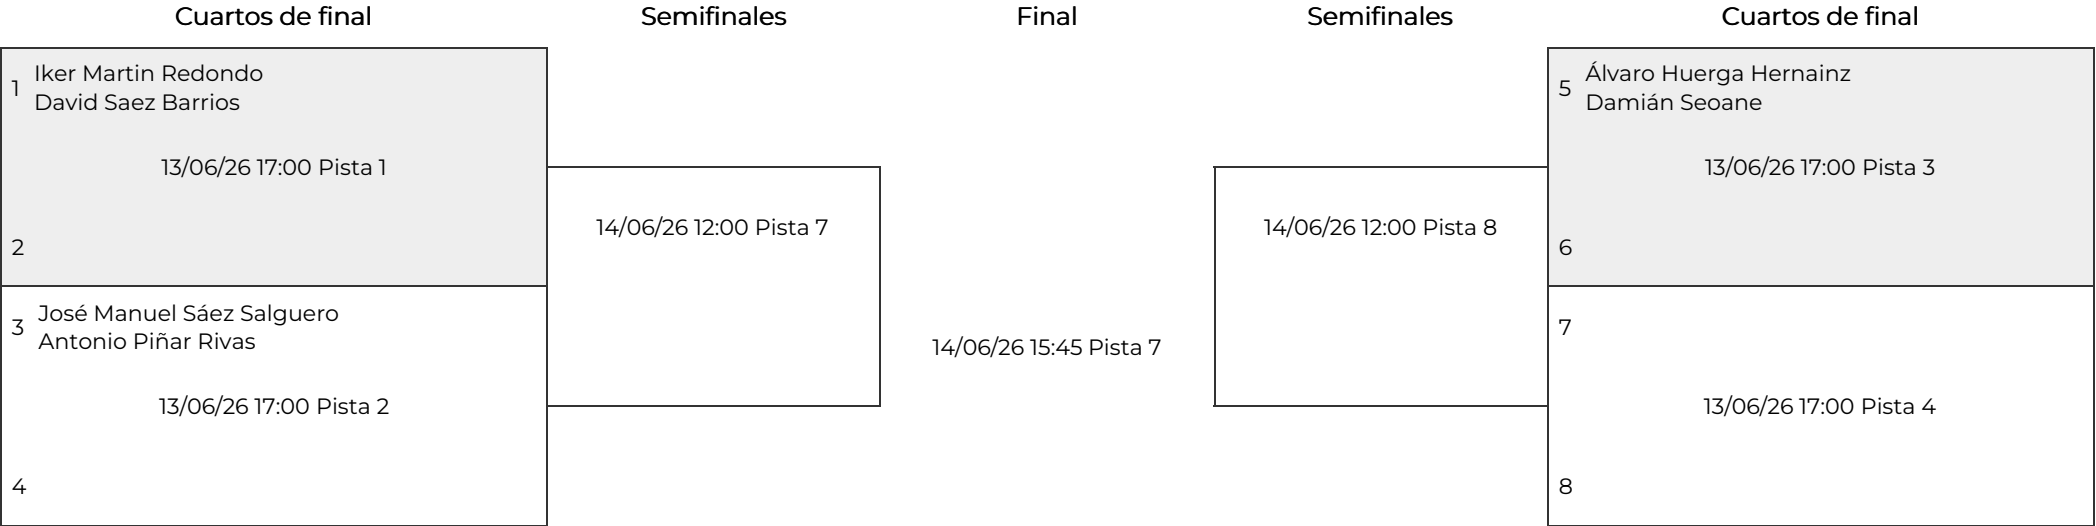 Cuartos de final
Semifinales
Final
Semifinales
Cuartos de final
1
Iker Martin Redondo
David Saez Barrios
13/06/26 17:00 Pista 1
2
3
José Manuel Sáez Salguero
Antonio Piñar Rivas
13/06/26 17:00 Pista 2
4
14/06/26 12:00 Pista 7
14/06/26 15:45 Pista 7
14/06/26 12:00 Pista 8
5
Álvaro Huerga Hernainz
Damián Seoane
13/06/26 17:00 Pista 3
6
7
13/06/26 17:00 Pista 4
8